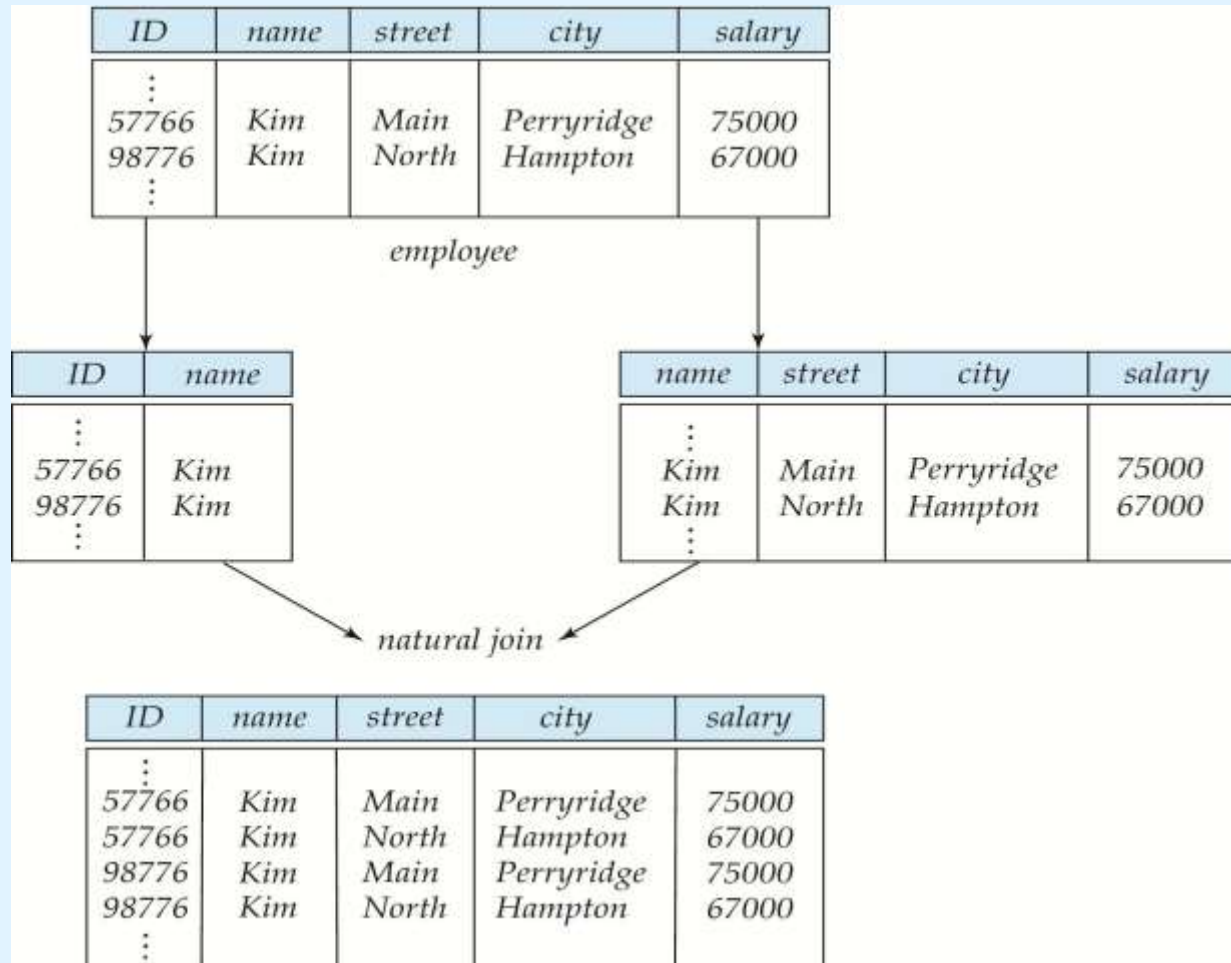 ID name street city salary
⋮
57766 Kim Main Perryridge 75000
98776 Kim North Hampton 67000
⋮
employee
ID name
⋮
57766 Kim
98776 Kim
⋮
name street city salary
⋮
Kim Main Perryridge 75000
Kim North Hampton 67000
⋮
natural join
ID name street city salary
⋮
57766 Kim Main Perryridge 75000
57766 Kim North Hampton 67000
98776 Kim Main Perryridge 75000
98776 Kim North Hampton 67000
⋮